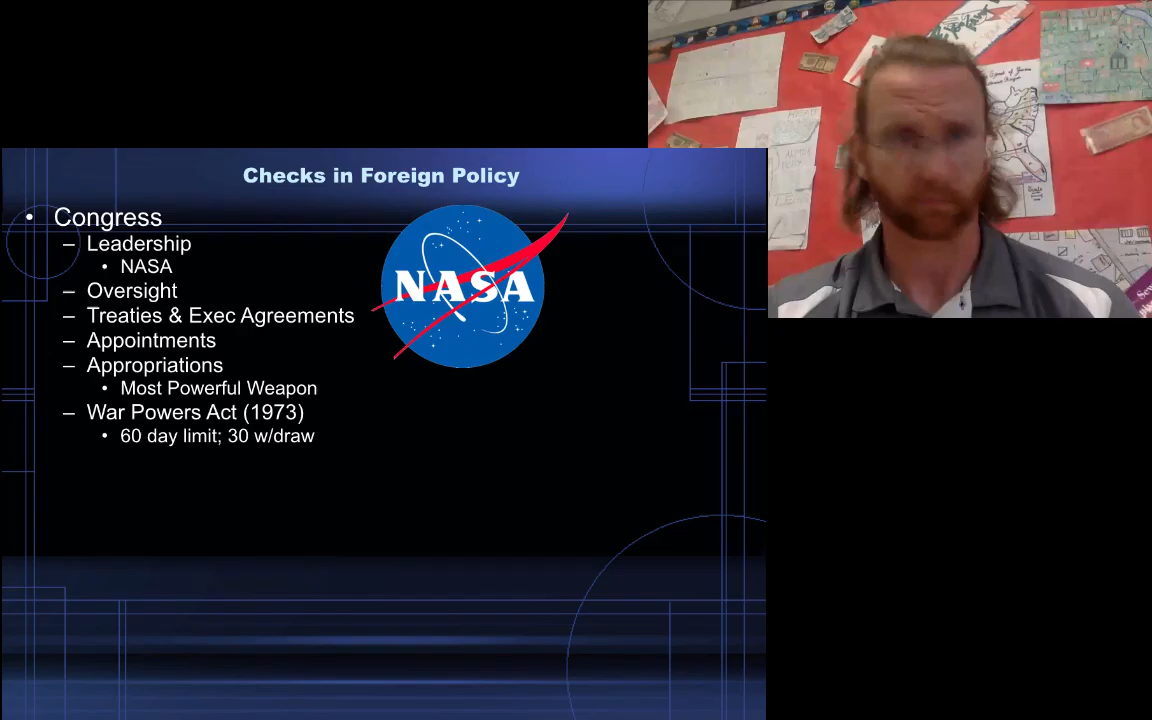 Checks in Foreign Policy
• Congress
– Leadership
• NASA
– Oversight
– Treaties & Exec Agreements
– Appointments
– Appropriations
• Most Powerful Weapon
– War Powers Act (1973)
• 60 day limit; 30 w/draw
NASA